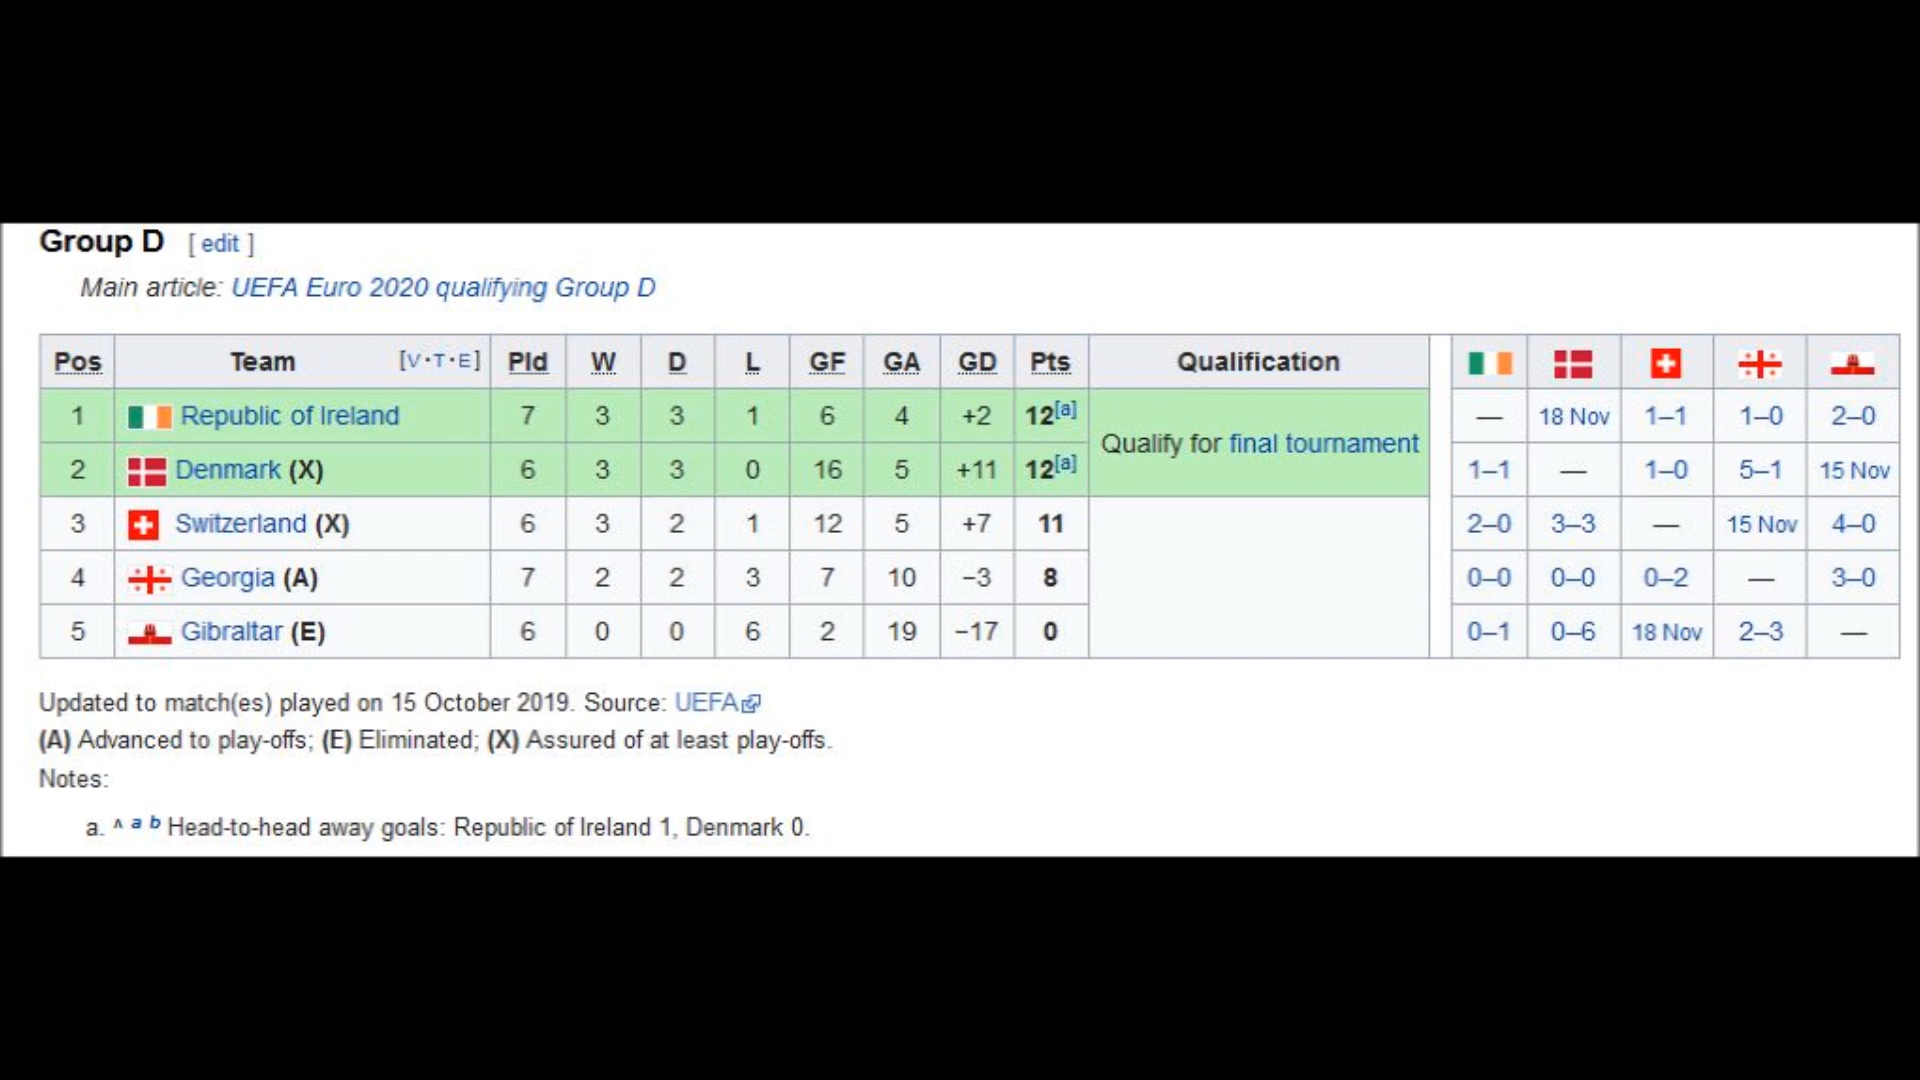 Group D [ edit ]
Main article: UEFA Euro 2020 qualifying Group D
Pos Team [V·T·E] Pld W D L GF GA GD Pts Qualification
1 Republic of Ireland 7 3 3 1 6 4 +2 12[a] Qualify for final tournament — 18 Nov 1–1 1–0 2–0
2 Denmark (X) 6 3 3 0 16 5 +11 12[a] 1–1 — 1–0 5–1 15 Nov
3 Switzerland (X) 6 3 2 1 12 5 +7 11 2–0 3–3 — 15 Nov 4–0
4 Georgia (A) 7 2 2 3 7 10 −3 8 0–0 0–0 0–2 — 3–0
5 Gibraltar (E) 6 0 0 6 2 19 −17 0 0–1 0–6 18 Nov 2–3 —
Updated to match(es) played on 15 October 2019. Source: UEFA
(A) Advanced to play-offs; (E) Eliminated; (X) Assured of at least play-offs.
Notes:
a. ^ a b Head-to-head away goals: Republic of Ireland 1, Denmark 0.